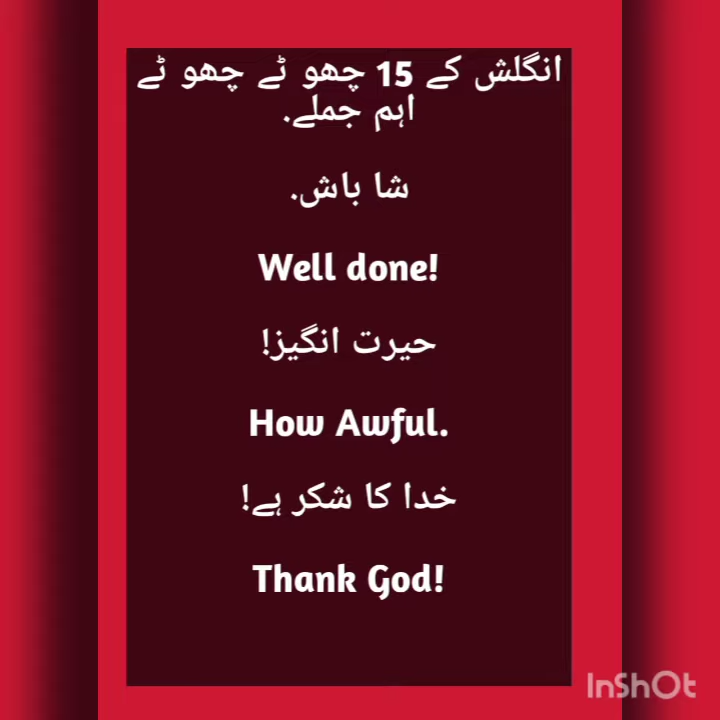 انگلش کے 15 چھو ٹے چھو ٹے
اہم جملے.
شا باش.
Well done!
حیرت انگیز!
How Awful.
خدا کا شکر ہے!
Thank God!
InShOt